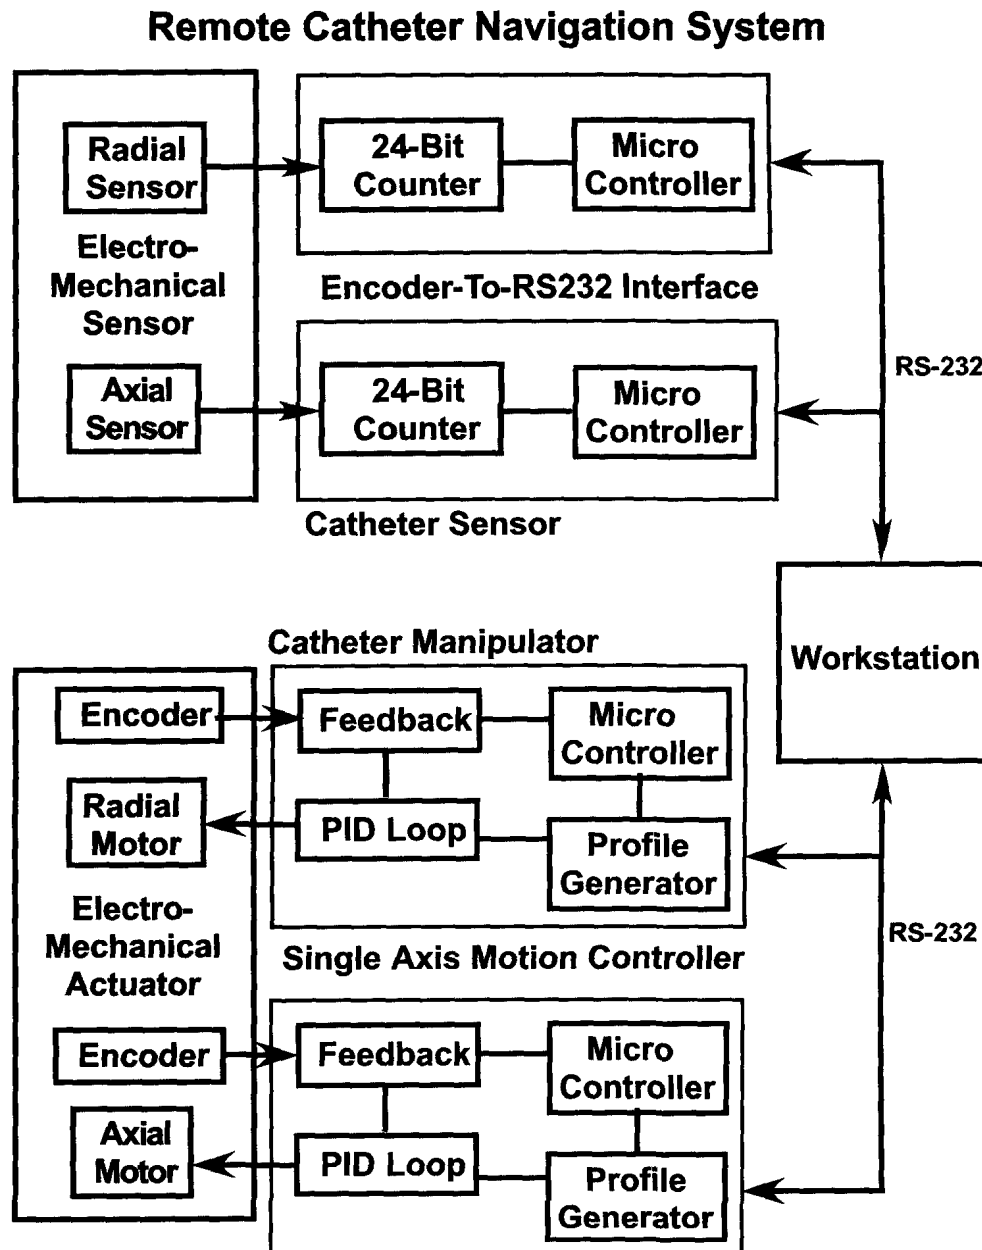 Remote Catheter Navigation System
Radial
Sensor
24-Bit
Counter
Micro
Controller
Electro-
Mechanical
Sensor
Encoder-To-RS232 Interface
RS-232
Axial
Sensor
24-Bit
Counter
Micro
Controller
Catheter Sensor
Workstation
Catheter Manipulator
Encoder
Feedback
Micro
Controller
Radial
Motor
PID Loop
Profile
Generator
Electro-
Mechanical
Actuator
Single Axis Motion Controller
RS-232
Encoder
Feedback
Micro
Controller
Axial
Motor
PID Loop
Profile
Generator